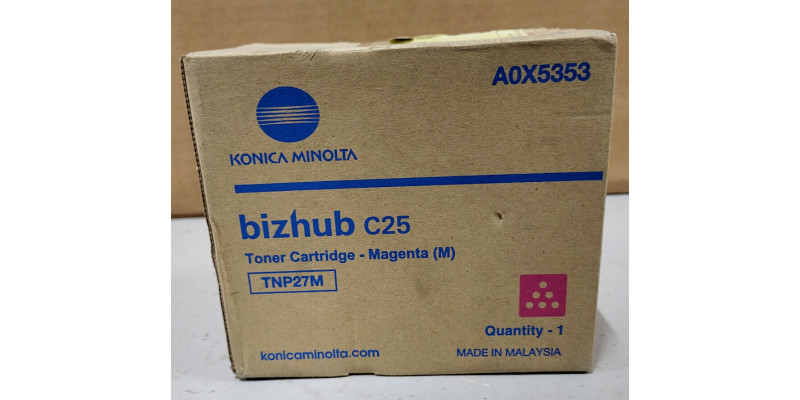 A0X5353
KONICA MINOLTA
bizhub C25
Toner Cartridge - Magenta (M)
TNP27M
Quantity - 1
konicaminolta.com
MADE IN MALAYSIA